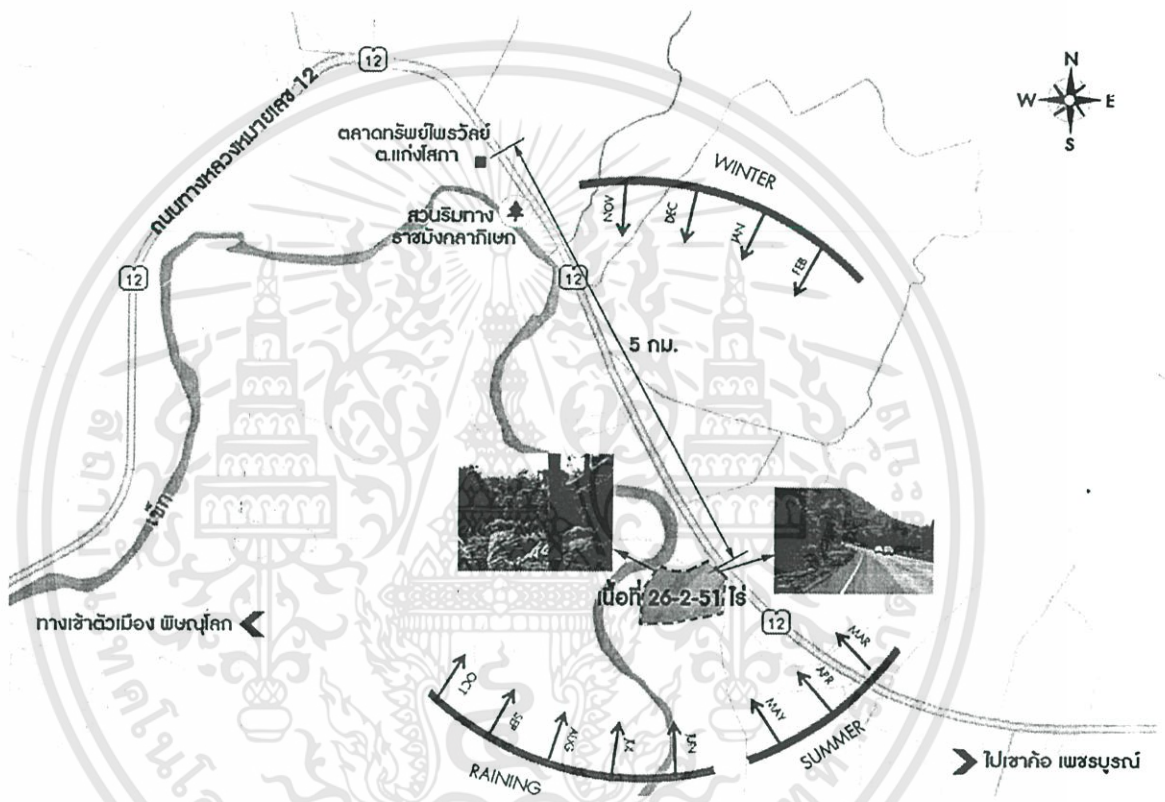 12
N
W E
S
ถนนทางหลวงหมายเลข 12
ตลาดทรัพย์ไพรวัลย์
ต.แก่งโสภา
WINTER
NOV
DEC
JAN
FEB
สวนริมทาง
ราชมังคลาภิเษก
12
12
5 กม.
เข็ก
เนื้อที่ 26-2-51 ไร่
ทางเข้าตัวเมือง พิษณุโลก
12
MAR
APR
MAY
SUMMER
OCT
AUG
JUN
RAINING
ไปเขาค้อ เพชรบูรณ์